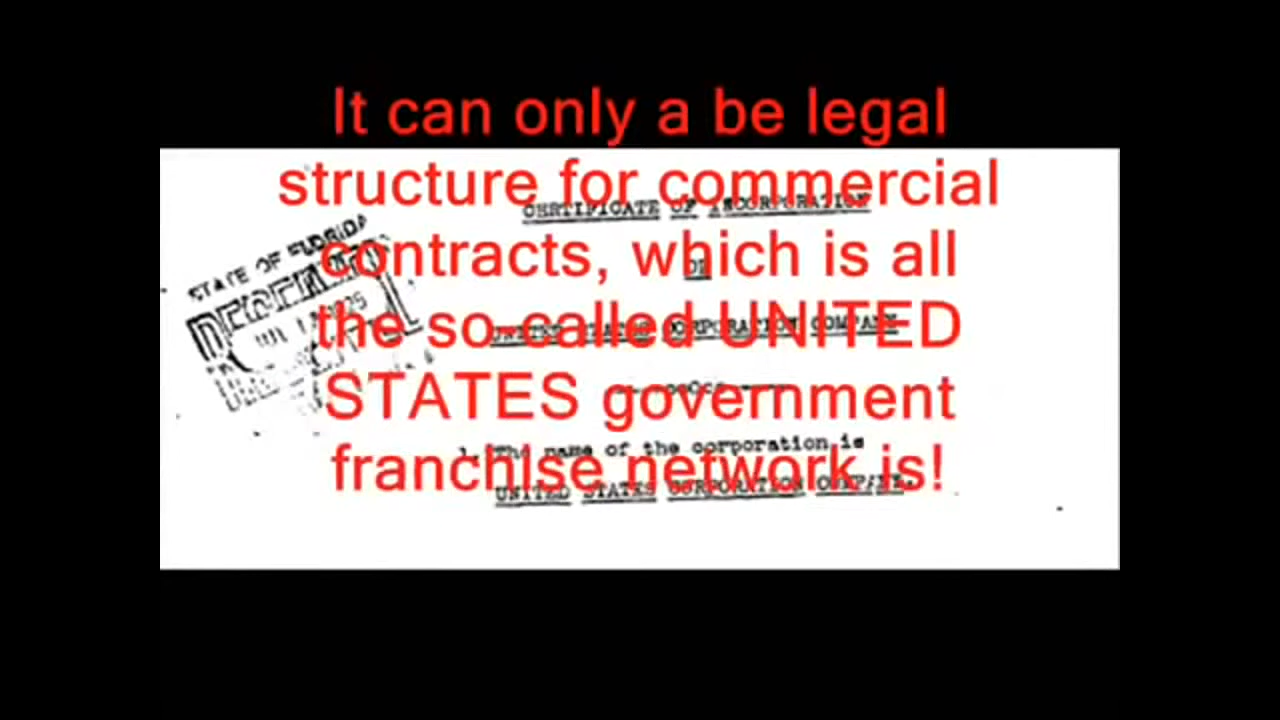 It can only a be legal
structure for commercial
CERTIFICATE OF INCORPORATION
contracts, which is all
OF
STATE OF FLORIDA
the so-called UNITED
UNITED STATES CORPORATION COMPANY
STATES government
1. The name of the corporation is
franchise network is!
UNITED STATES CORPORATION COMPANY.